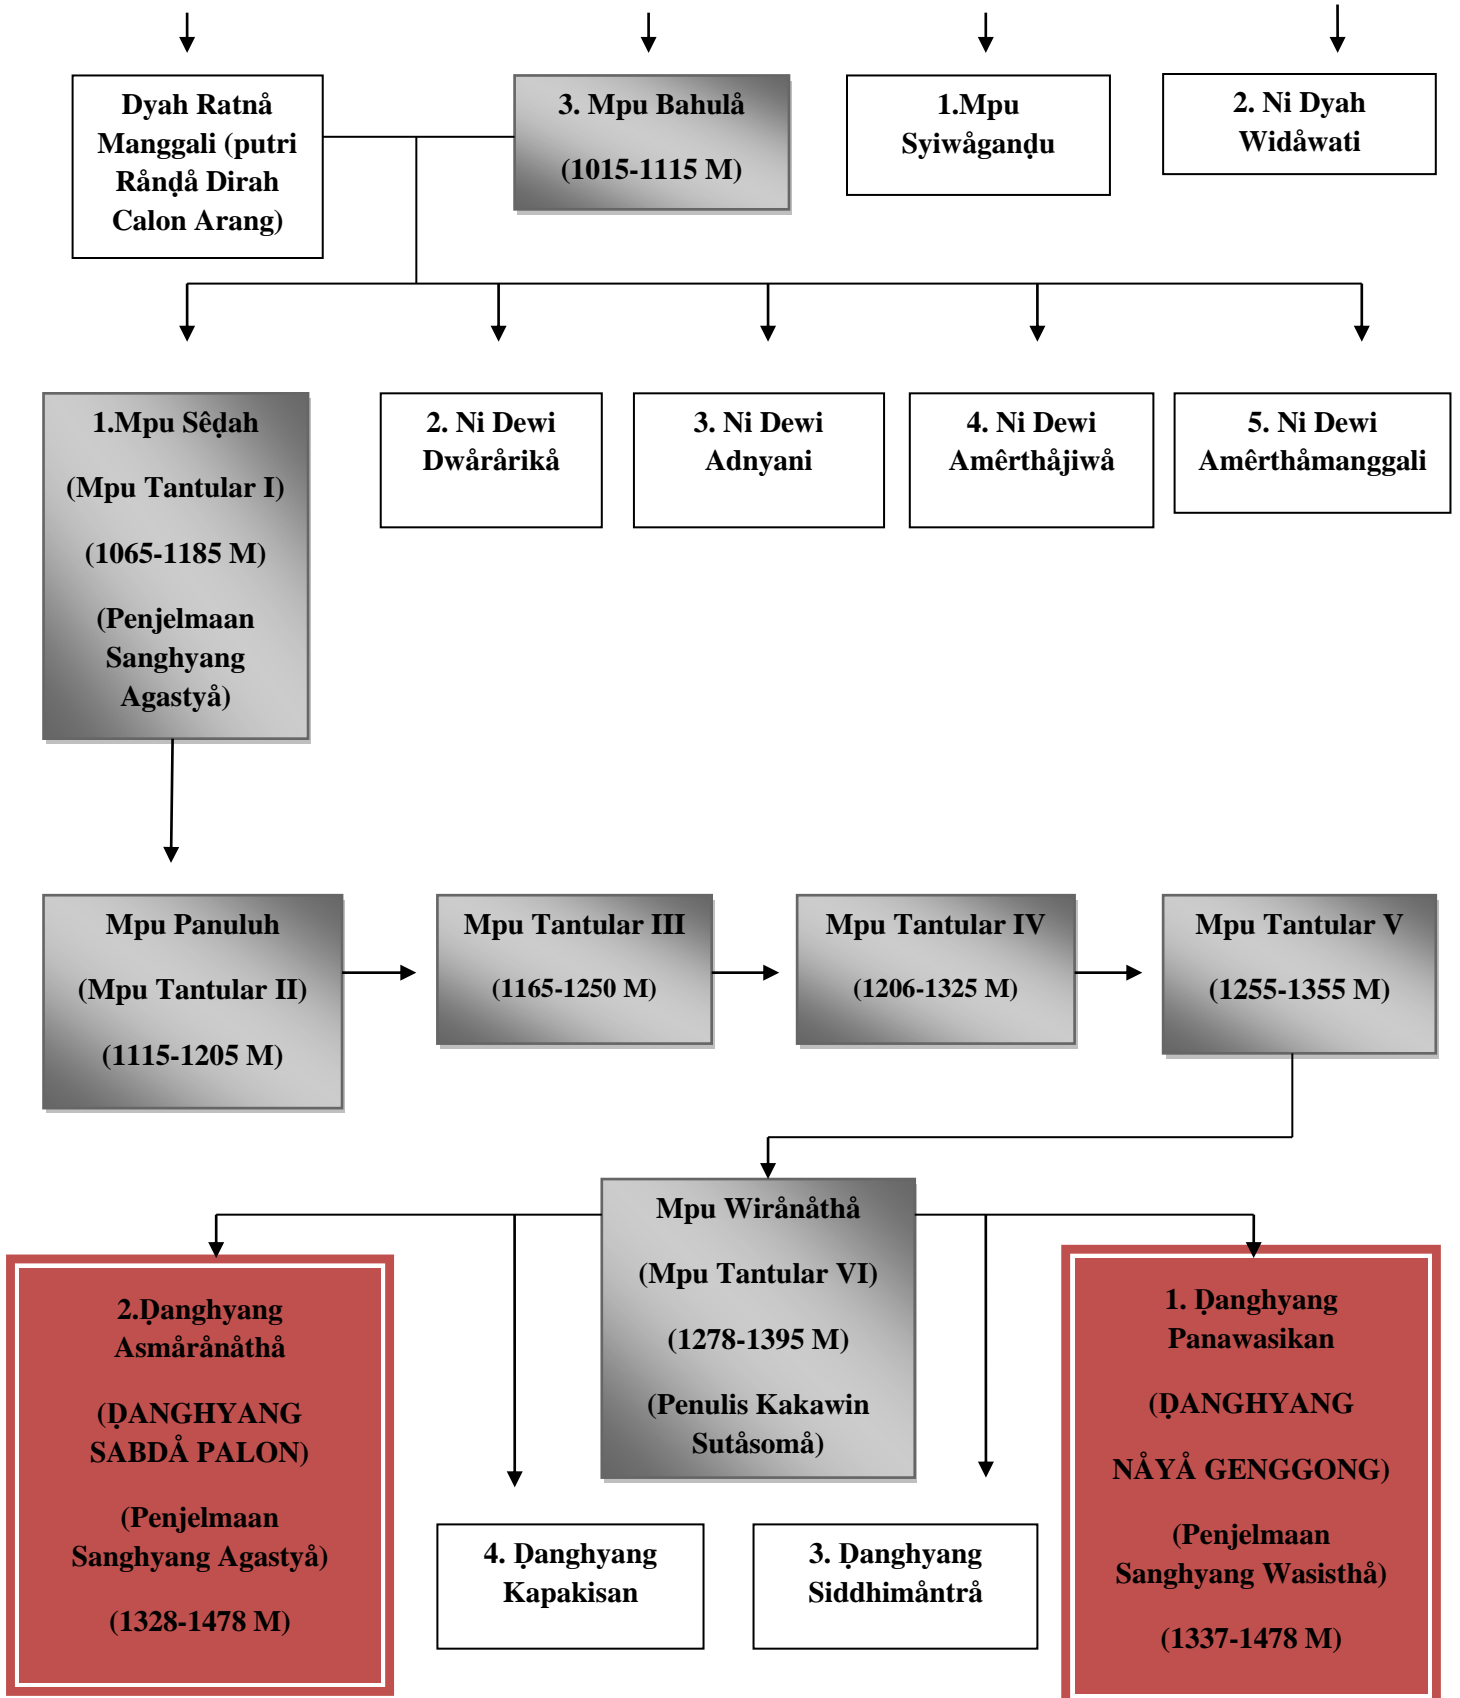 Dyah Ratnå
Manggali (putri
Råṇḍå Dirah
Calon Arang)
3. Mpu Bahulå
(1015-1115 M)
1.Mpu
Syiwågaṇḍu
2. Ni Dyah
Widåwati
1.Mpu Sêḍah
(Mpu Tantular I)
(1065-1185 M)
(Penjelmaan
Sanghyang
Agastyå)
2. Ni Dewi
Dwårårikå
3. Ni Dewi
Adnyani
4. Ni Dewi
Amêrthåjiwå
5. Ni Dewi
Amêrthåmanggali
Mpu Panuluh
(Mpu Tantular II)
(1115-1205 M)
Mpu Tantular III
(1165-1250 M)
Mpu Tantular IV
(1206-1325 M)
Mpu Tantular V
(1255-1355 M)
Mpu Wirånåthå
(Mpu Tantular VI)
(1278-1395 M)
(Penulis Kakawin
Sutåsomå)
2.Ḍanghyang
Asmårånåthå
(ḌANGHYANG
SABDÅ PALON)
(Penjelmaan
Sanghyang Agastyå)
(1328-1478 M)
4. Ḍanghyang
Kapakisan
3. Ḍanghyang
Siddhimåntrå
1. Ḍanghyang
Panawasikan
(ḌANGHYANG
NÅYÅ GENGGONG)
(Penjelmaan
Sanghyang Wasisthå)
(1337-1478 M)